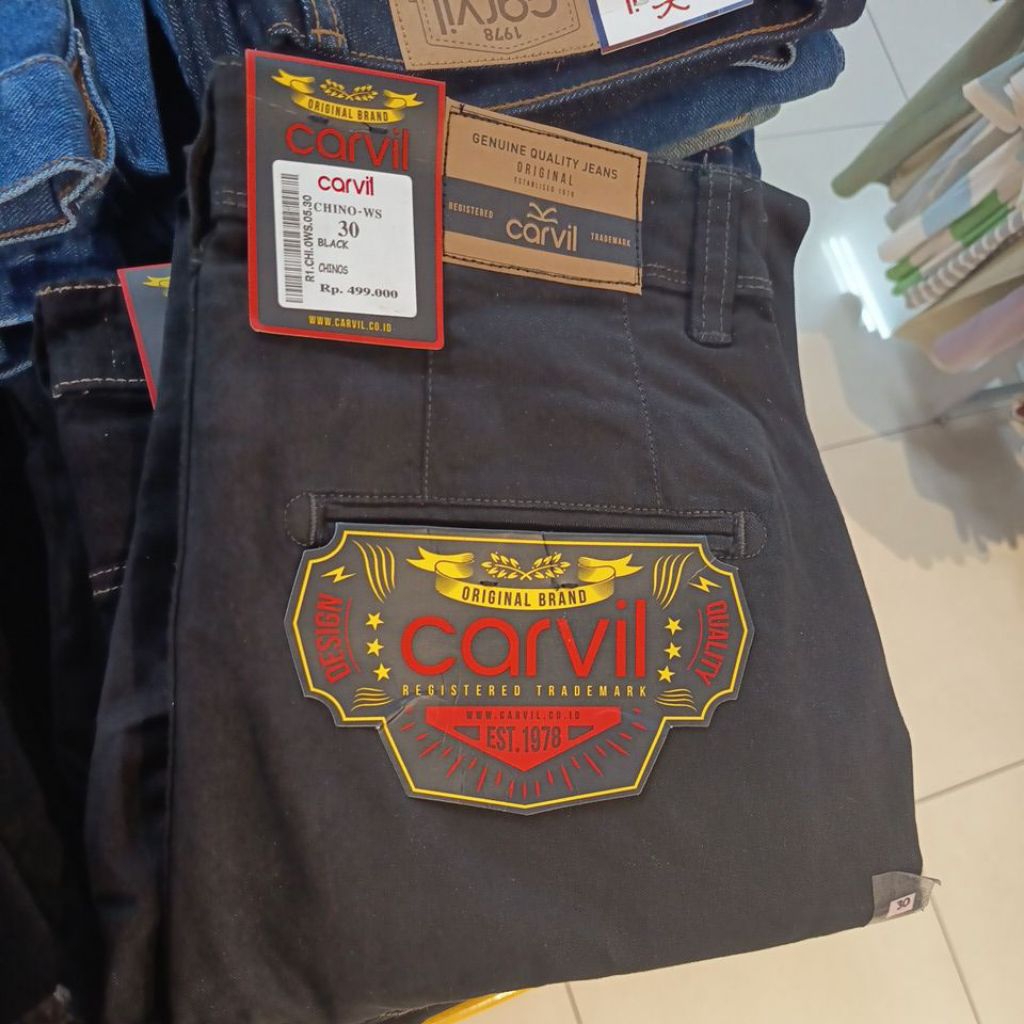 carvil
1978
ORIGINAL BRAND
carvil
carvil
CHINO-WS
30
BLACK
CHINOS
Rp. 499.000
R1.CHI.0WS.05.30
WWW.CARVIL.CO.ID
GENUINE QUALITY JEANS
ORIGINAL
ESTABLISED 1978
REGISTERED
carvil
TRADEMARK
ORIGINAL BRAND
DESIGN
carvil
QUALITY
REGISTERED TRADEMARK
WWW.CARVIL.CO.ID
EST.1978
30